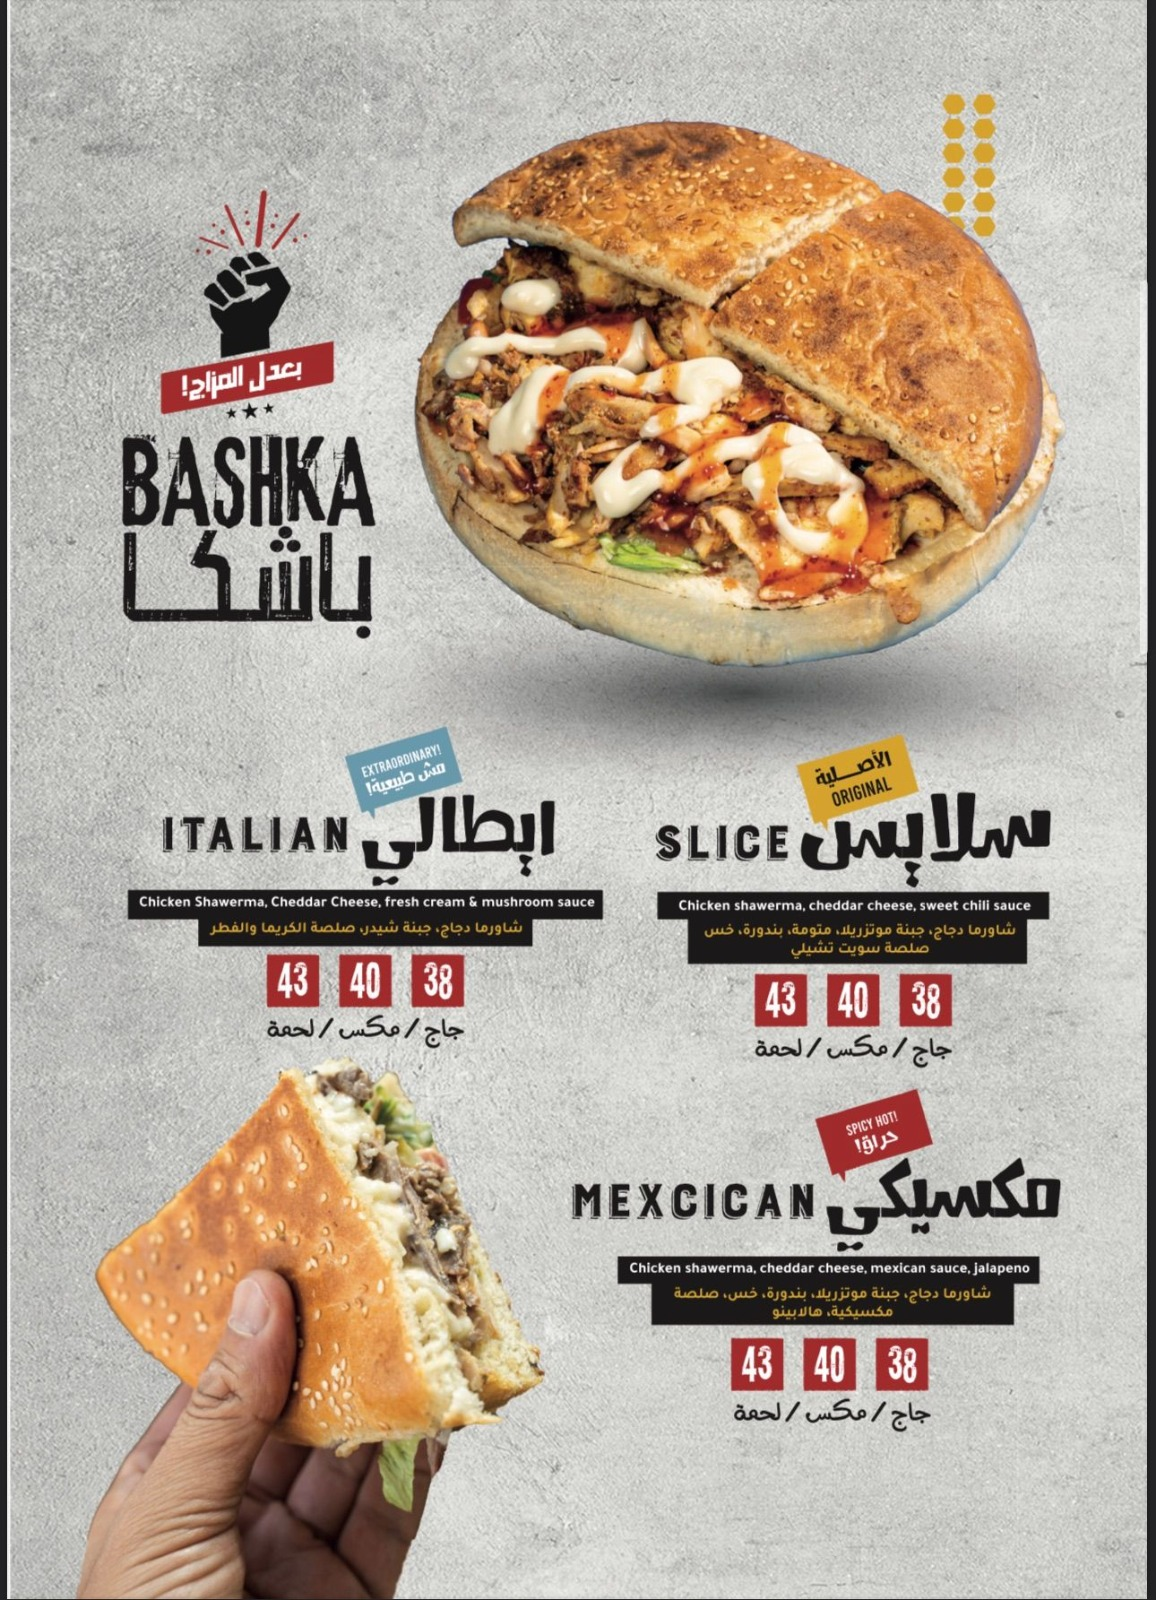 بعدل المزاج!
BASHKA
باشكا
EXTRAORDINARY!
مش طبيعية!
ITALIAN ايطالي
Chicken Shawerma, Cheddar Cheese, fresh cream & mushroom sauce
شاورما دجاج، جبنة شيدر، صلصة الكريما والفطر
43 40 38
جاج / مكس / لحمة
الأصلية
ORIGINAL
SLICE سلايس
Chicken shawerma, cheddar cheese, sweet chili sauce
شاورما دجاج، جبنة موتزريلا، متومة، بندورة، خس
صلصة سويت تشيلي
43 40 38
جاج / مكس / لحمة
SPICY HOT!
حراق!
MEXCICAN مكسيكي
Chicken shawerma, cheddar cheese, mexican sauce, jalapeno
شاورما دجاج، جبنة موتزريلا، بندورة، خس، صلصة
مكسيكية، هالابينو
43 40 38
جاج / مكس / لحمة